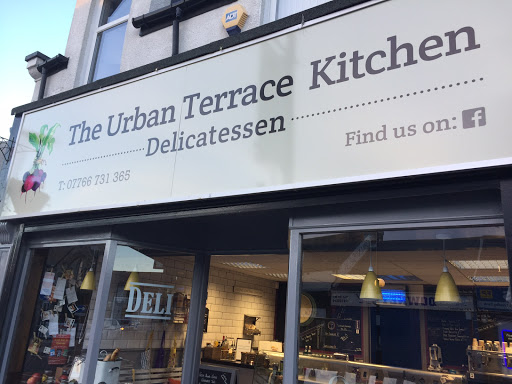 The Urban Terrace Kitchen
Delicatessen
Find us on:
T: 07766 731 365
DELI